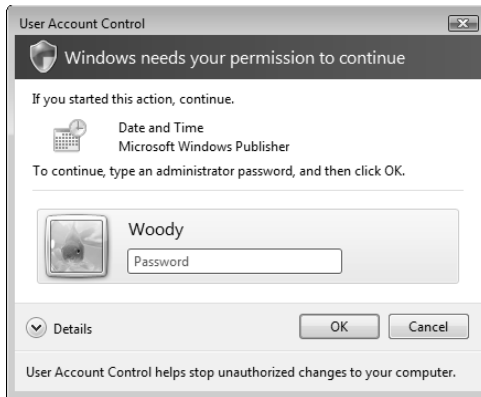 User Account Control
Windows needs your permission to continue
If you started this action, continue.
Date and Time
Microsoft Windows Publisher
To continue, type an administrator password, and then click OK.
Woody
Password
Details
OK
Cancel
User Account Control helps stop unauthorized changes to your computer.